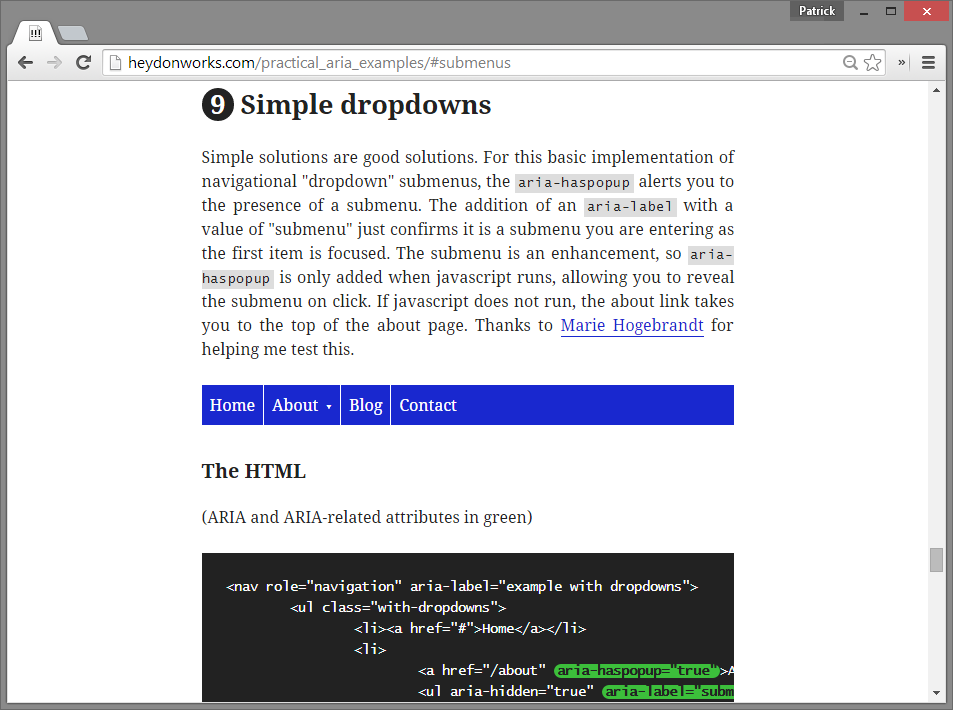 Patrick
heydonworks.com/practical_aria_examples/#submenus
9 Simple dropdowns
Simple solutions are good solutions. For this basic implementation of
navigational "dropdown" submenus, the aria-haspopup alerts you to
the presence of a submenu. The addition of an aria-label with a
value of "submenu" just confirms it is a submenu you are entering as
the first item is focused. The submenu is an enhancement, so aria-
haspopup is only added when javascript runs, allowing you to reveal
the submenu on click. If javascript does not run, the about link takes
you to the top of the about page. Thanks to Marie Hogebrandt for
helping me test this.
Home About ▾ Blog Contact
The HTML
(ARIA and ARIA-related attributes in green)
<nav role="navigation" aria-label="example with dropdowns">
<ul class="with-dropdowns">
<li><a href="#">Home</a></li>
<li>
<a href="/about" aria-haspopup="true">A
<ul aria-hidden="true" aria-label="subm